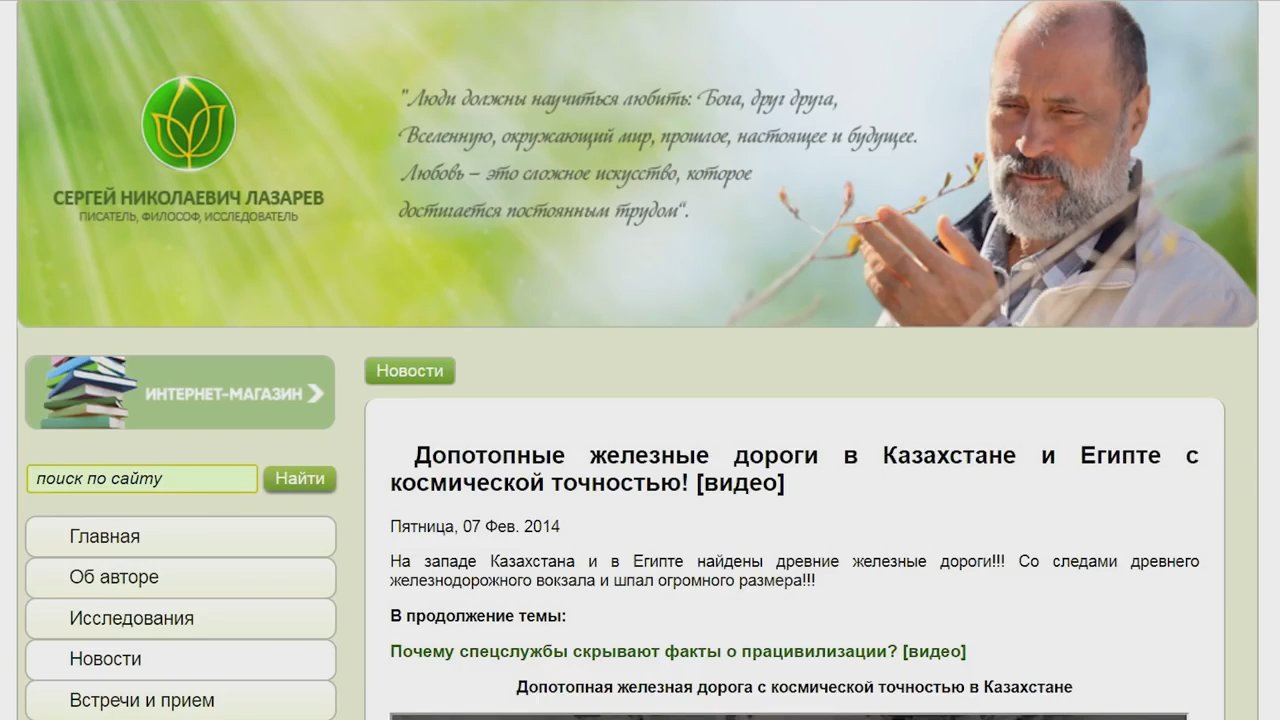 "Люди должны научиться любить: Бога, друг друга,
Вселенную, окружающий мир, прошлое, настоящее и будущее.
Любовь – это сложное искусство, которое
достигается постоянным трудом“.
СЕРГЕЙ НИКОЛАЕВИЧ ЛАЗАРЕВ
ПИСАТЕЛЬ, ФИЛОСОФ, ИССЛЕДОВАТЕЛЬ
ИНТЕРНЕТ-МАГАЗИН
поиск по сайту
Найти
Главная
Об авторе
Исследования
Новости
Встречи и прием
Новости
Допотопные железные дороги в Казахстане и Египте с
космической точностью! [видео]
Пятница, 07 Фев. 2014
На западе Казахстана и в Египте найдены древние железные дороги!!! Со следами древнего
железнодорожного вокзала и шпал огромного размера!!!
В продолжение темы:
Почему спецслужбы скрывают факты о працивилизации? [видео]
Допотопная железная дорога с космической точностью в Казахстане